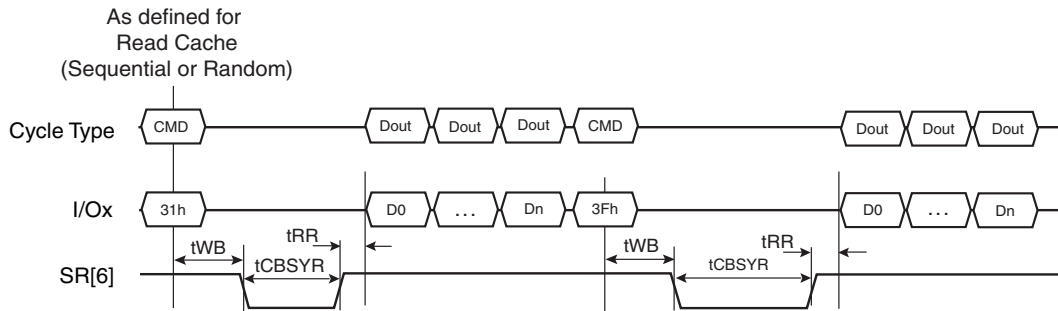 As defined for
Read Cache
(Sequential or Random)
Cycle Type CMD Dout Dout Dout CMD Dout Dout Dout
I/Ox 31h D0 ... Dn 3Fh D0 ... Dn
tWB tRR tWB tRR
tCBSYR tCBSYR
SR[6]